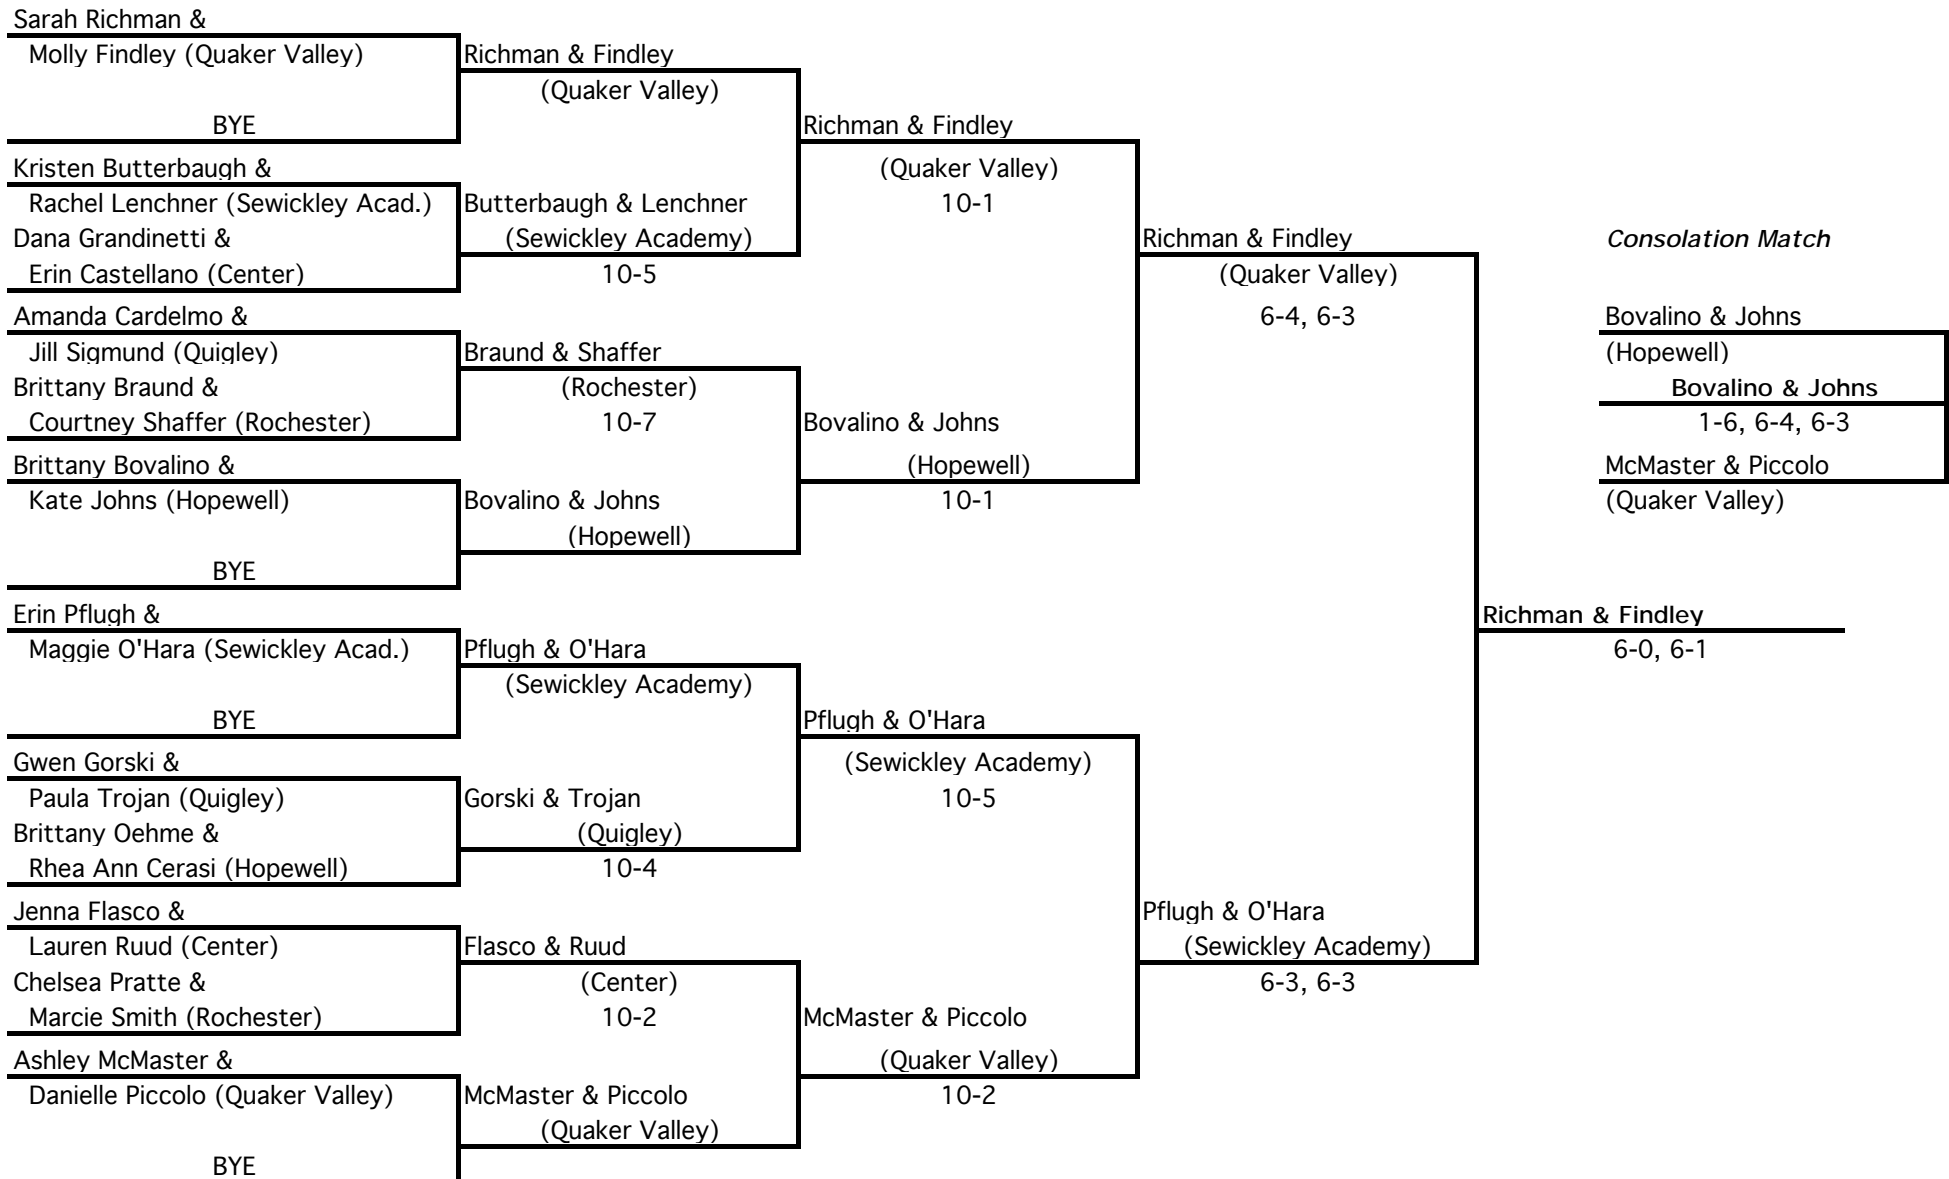 Sarah Richman &
Molly Findley (Quaker Valley)
BYE
Kristen Butterbaugh &
Rachel Lenchner (Sewickley Acad.)
Dana Grandinetti &
Erin Castellano (Center)
Amanda Cardelmo &
Jill Sigmund (Quigley)
Brittany Braund &
Courtney Shaffer (Rochester)
Brittany Bovalino &
Kate Johns (Hopewell)
BYE
Erin Pflugh &
Maggie O'Hara (Sewickley Acad.)
BYE
Gwen Gorski &
Paula Trojan (Quigley)
Brittany Oehme &
Rhea Ann Cerasi (Hopewell)
Jenna Flasco &
Lauren Ruud (Center)
Chelsea Pratte &
Marcie Smith (Rochester)
Ashley McMaster &
Danielle Piccolo (Quaker Valley)
BYE
Richman & Findley
(Quaker Valley)
Butterbaugh & Lenchner
(Sewickley Academy)
10-5
Braund & Shaffer
(Rochester)
10-7
Bovalino & Johns
(Hopewell)
Pflugh & O'Hara
(Sewickley Academy)
Gorski & Trojan
(Quigley)
10-4
Flasco & Ruud
(Center)
10-2
McMaster & Piccolo
(Quaker Valley)
Richman & Findley
(Quaker Valley)
10-1
Bovalino & Johns
(Hopewell)
10-1
Pflugh & O'Hara
(Sewickley Academy)
10-5
McMaster & Piccolo
(Quaker Valley)
10-2
Richman & Findley
(Quaker Valley)
6-4, 6-3
Pflugh & O'Hara
(Sewickley Academy)
6-3, 6-3
Richman & Findley
6-0, 6-1
Consolation Match
Bovalino & Johns
(Hopewell)
Bovalino & Johns
1-6, 6-4, 6-3
McMaster & Piccolo
(Quaker Valley)